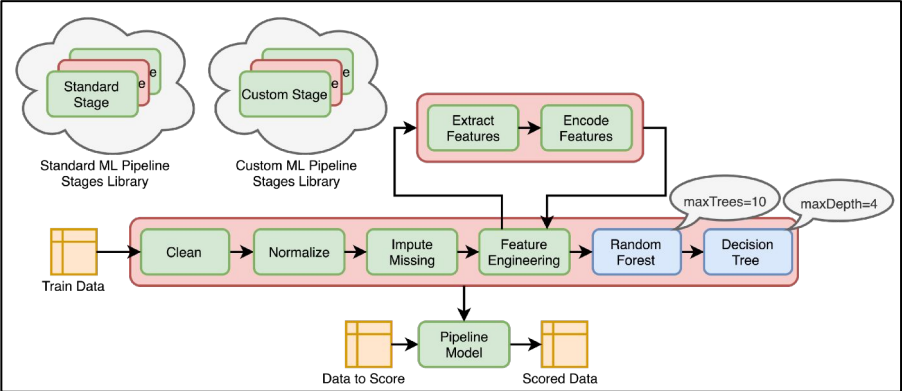 Standard
Stage
e
e
Custom Stage
e
e
Standard ML Pipeline
Stages Library
Custom ML Pipeline
Stages Library
Extract
Features
Encode
Features
maxTrees=10
maxDepth=4
Clean
Normalize
Impute
Missing
Feature
Engineering
Random
Forest
Decision
Tree
Train Data
Pipeline
Model
Data to Score
Scored Data